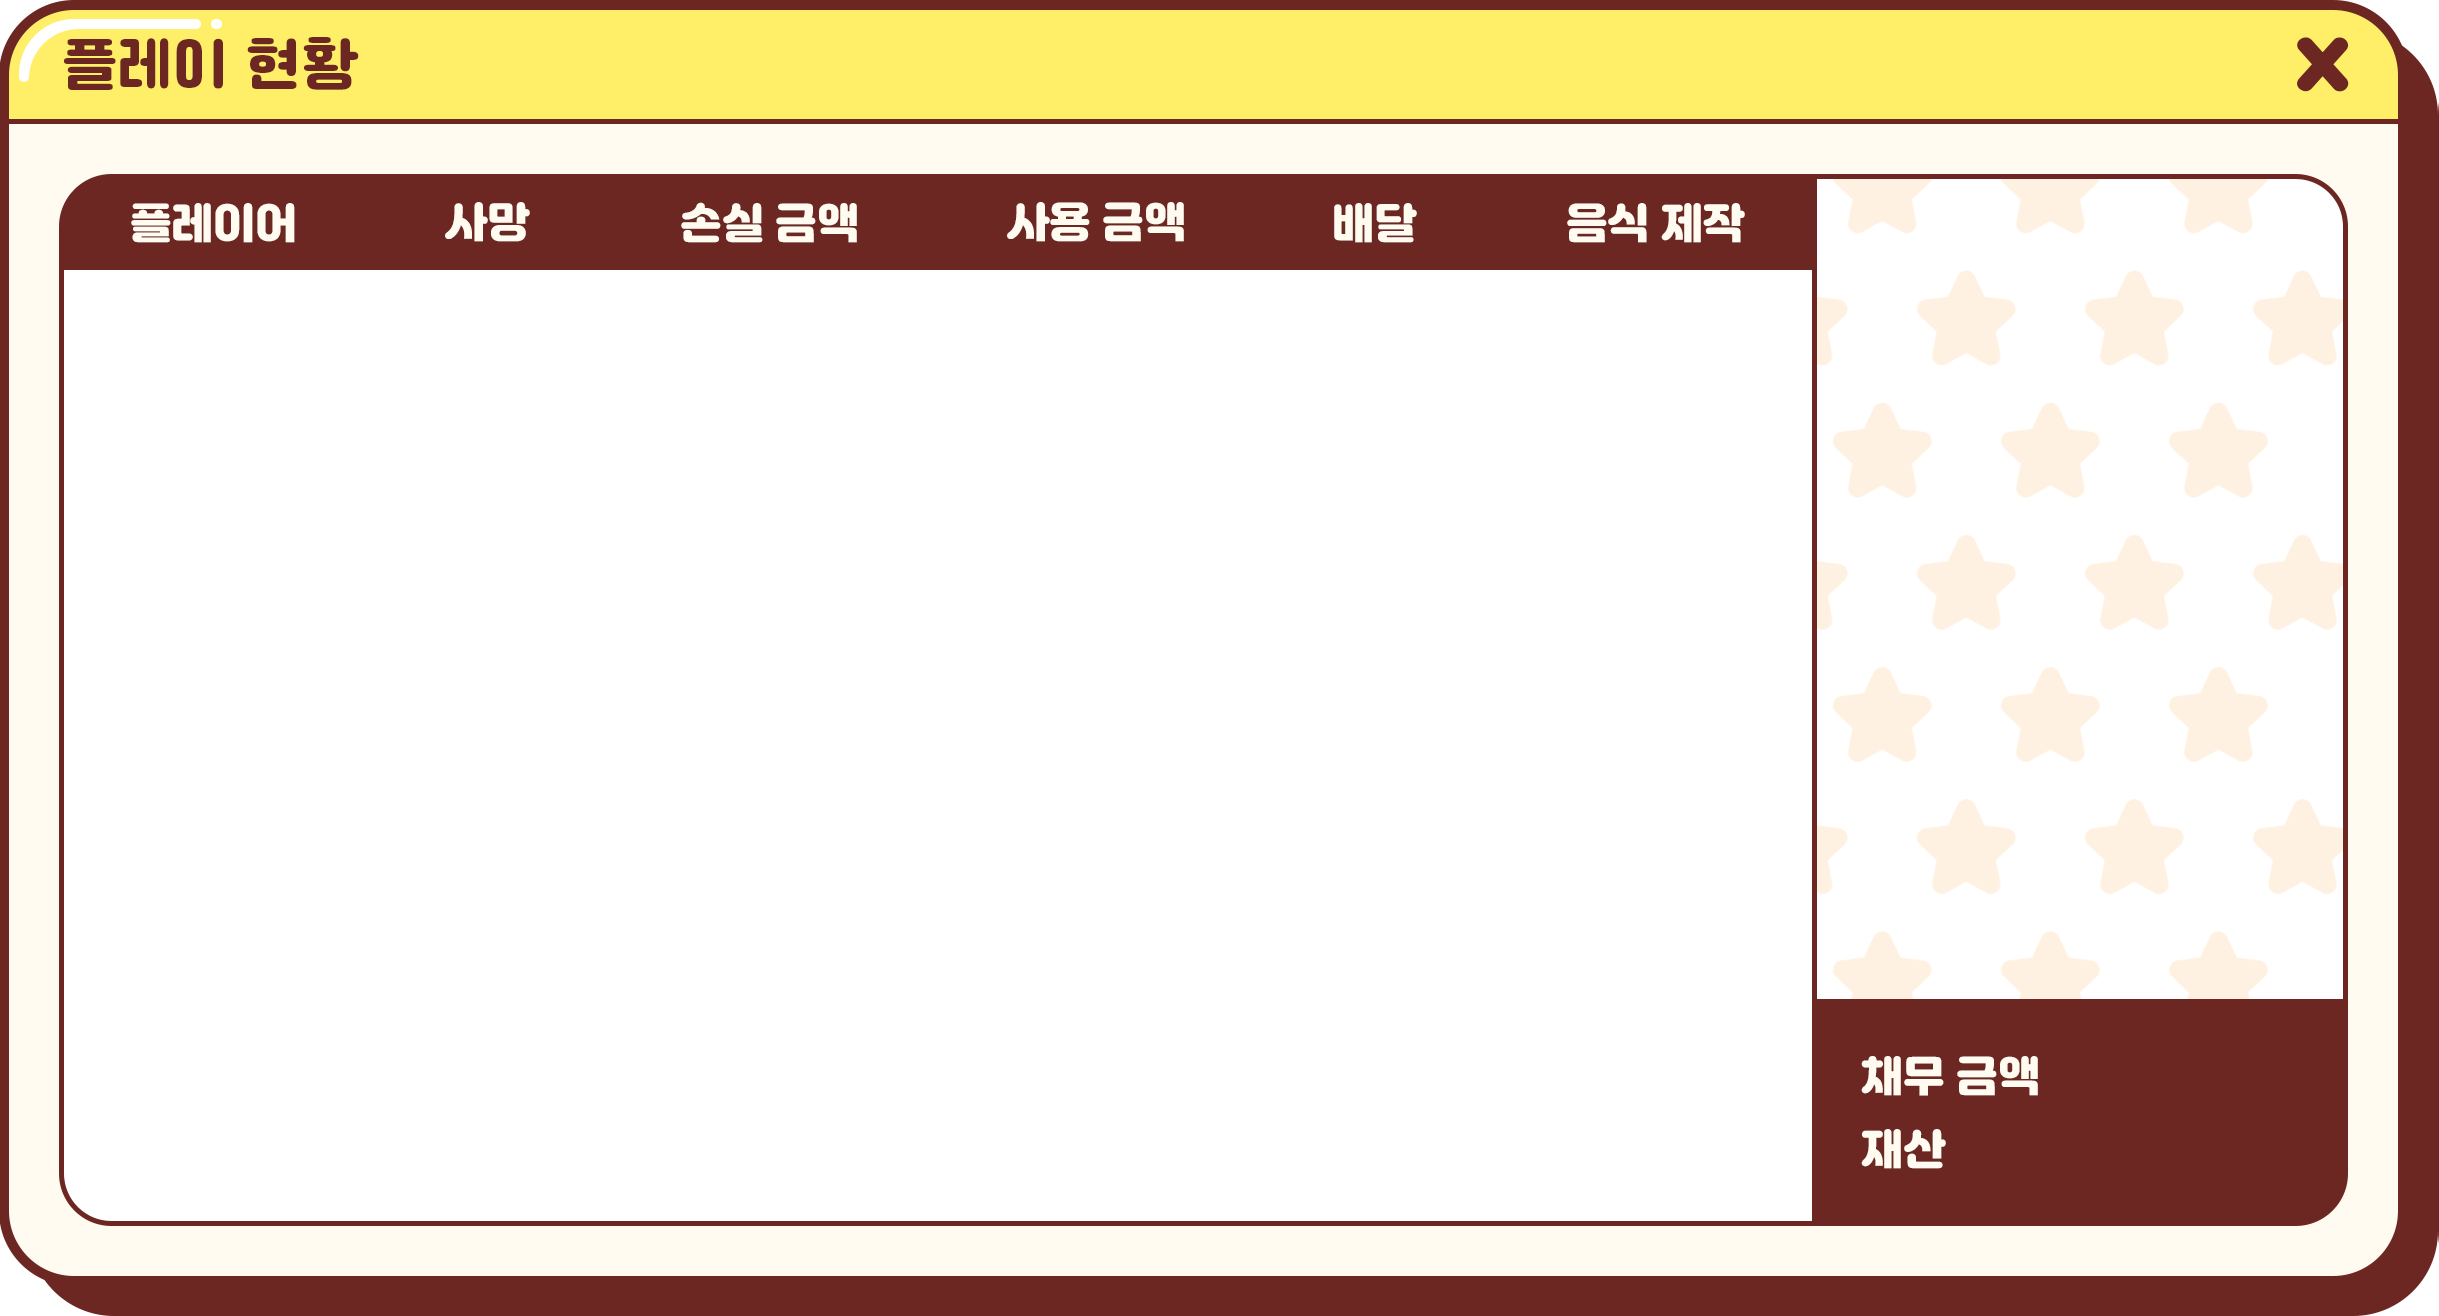 플레이 현황
플레이어 사망 손실 금액 사용 금액 배달 음식 제작
채무 금액
재산